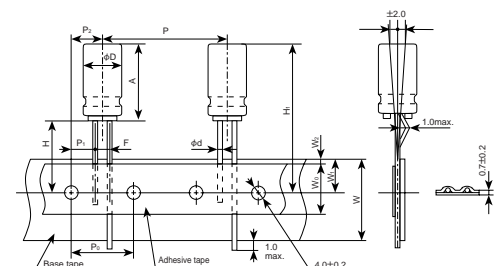 P₂
P
±2.0
φD
A
H₁
1.0max.
H
P₁
F
φd
W₂
W₀
W₁
W
0.7±0.2
P₀
1.0
max.
Base tape
Adhesive tape
4.0±0.2